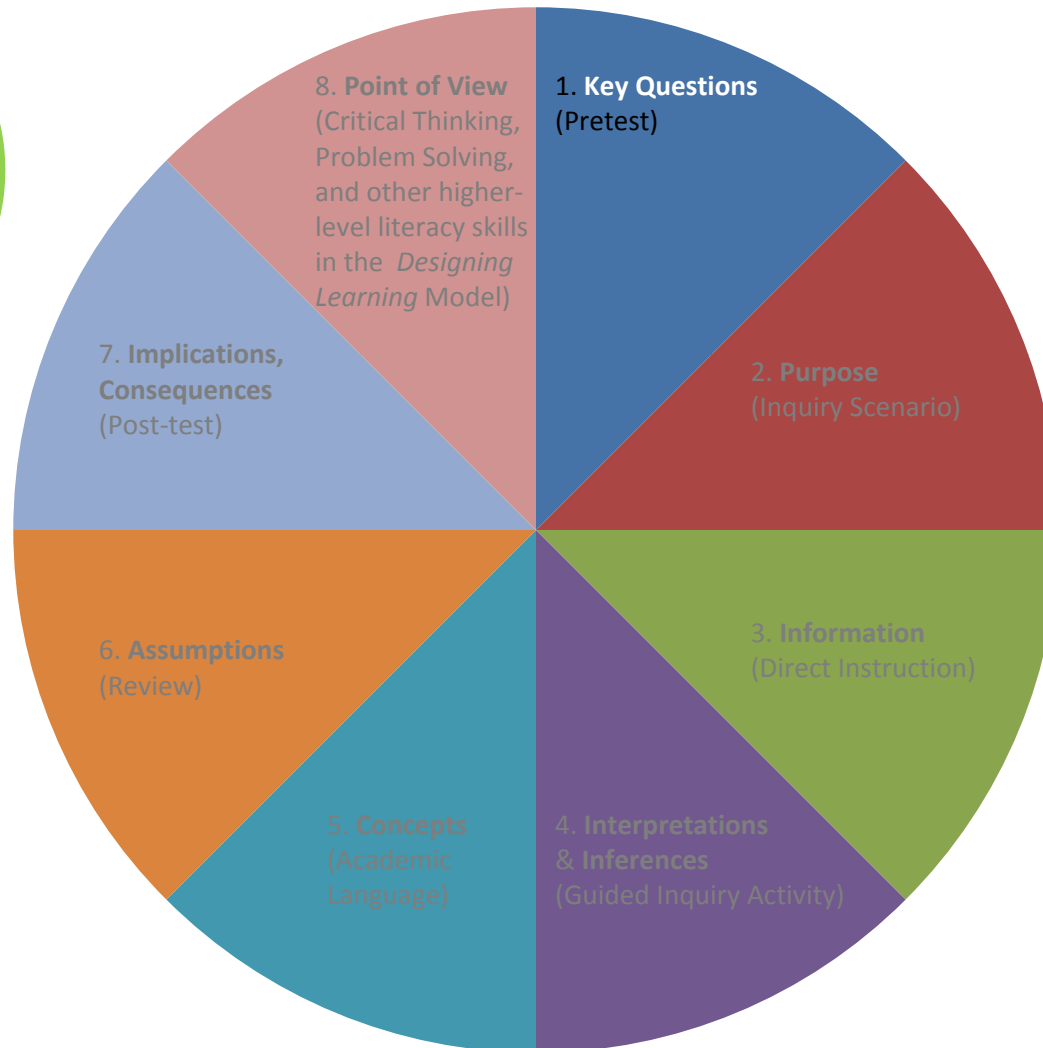 1. Key Questions
(Pretest)
2. Purpose
(Inquiry Scenario)
3. Information
(Direct Instruction)
4. Interpretations
& Inferences
(Guided Inquiry Activity)
5. Concepts
(Academic
Language)
6. Assumptions
(Review)
7. Implications,
Consequences
(Post-test)
8. Point of View
(Critical Thinking,
Problem Solving,
and other higher-
level literacy skills
in the Designing
Learning Model)